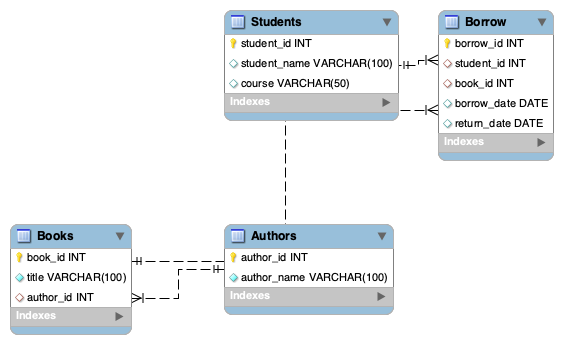 Students
student_id INT
student_name VARCHAR(100)
course VARCHAR(50)
Indexes
Borrow
borrow_id INT
student_id INT
book_id INT
borrow_date DATE
return_date DATE
Indexes
Books
book_id INT
title VARCHAR(100)
author_id INT
Indexes
Authors
author_id INT
author_name VARCHAR(100)
Indexes